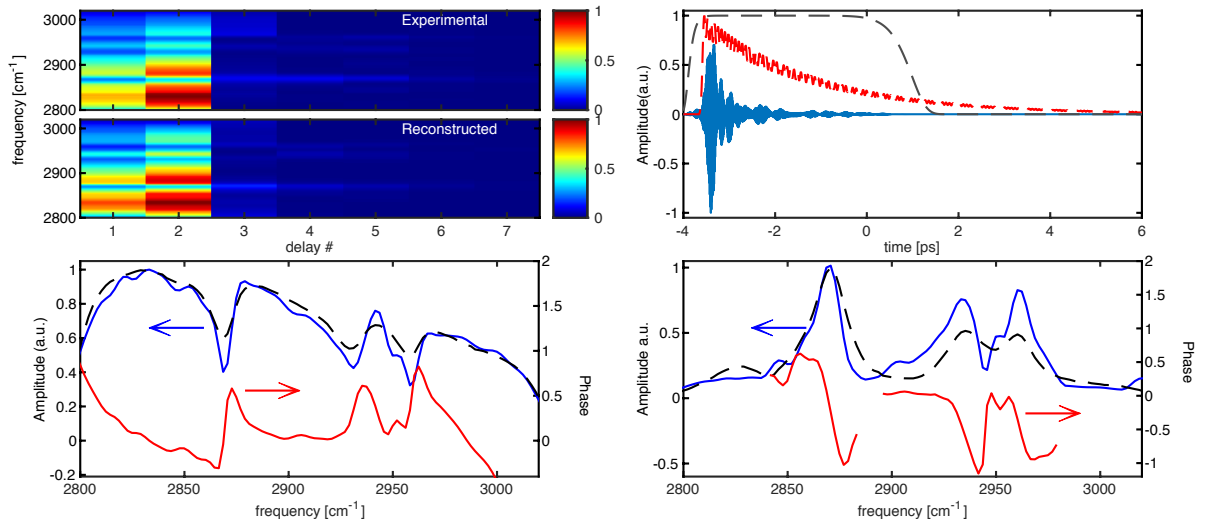 3000
2900
2800
Experimental
1
0.5
0
3000
2900
2800
Reconstructed
1
0.5
0
frequency [cm-1]
1 2 3 4 5 6 7
delay #
1
0.5
0
-0.5
-1
Amplitude(a.u.)
-4 -2 0 2 4 6
time [ps]
1
0.8
0.6
0.4
0.2
0
-0.2
Amplitude (a.u.)
2
1
0
Phase
2800 2850 2900 2950 3000
frequency [cm-1]
1
0.5
0
-0.5
Amplitude a.u.
2
1.5
1
0.5
0
-0.5
-1
Phase
2800 2850 2900 2950 3000
frequency [cm-1]